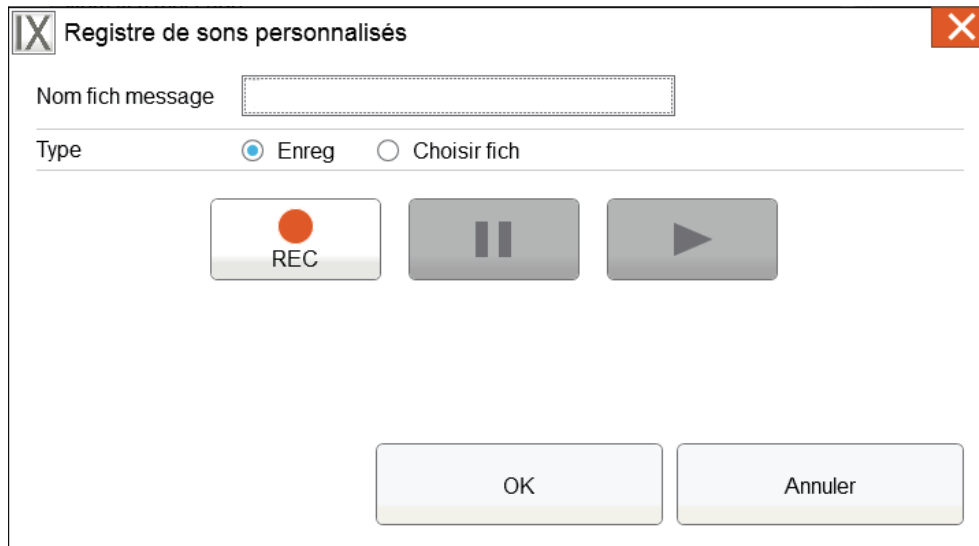 IX Registre de sons personnalisés
Nom fich message
Type Enreg Choisir fich
REC
OK Annuler